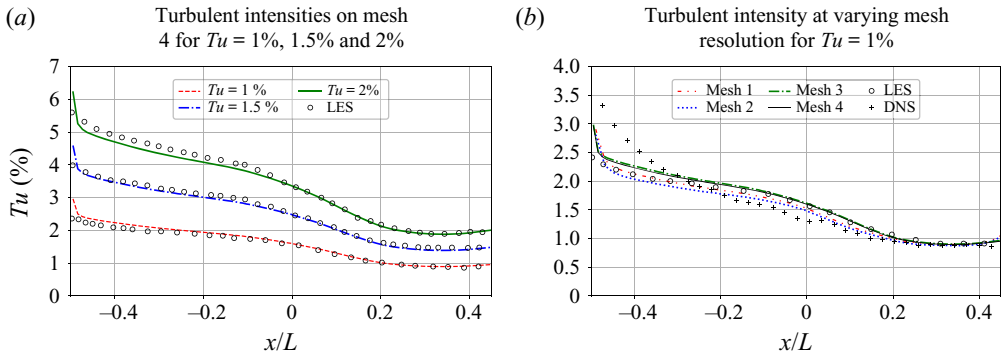 (a)
Turbulent intensities on mesh
4 for Tu = 1%, 1.5% and 2%
7
6
5
4
3
2
1
0
Tu (%)
Tu = 1 %
Tu = 1.5 %
Tu = 2%
LES
−0.4
−0.2
0
0.2
0.4
x/L
(b)
Turbulent intensity at varying mesh
resolution for Tu = 1%
4.0
3.5
3.0
2.5
2.0
1.5
1.0
0.5
0
Mesh 1
Mesh 2
Mesh 3
Mesh 4
LES
DNS
−0.4
−0.2
0
0.2
0.4
x/L